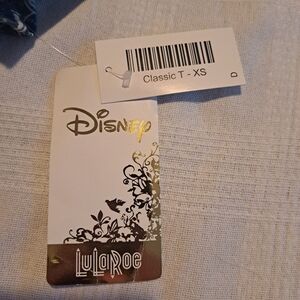 Classic T - XS
D
Disney
LuLaRoe